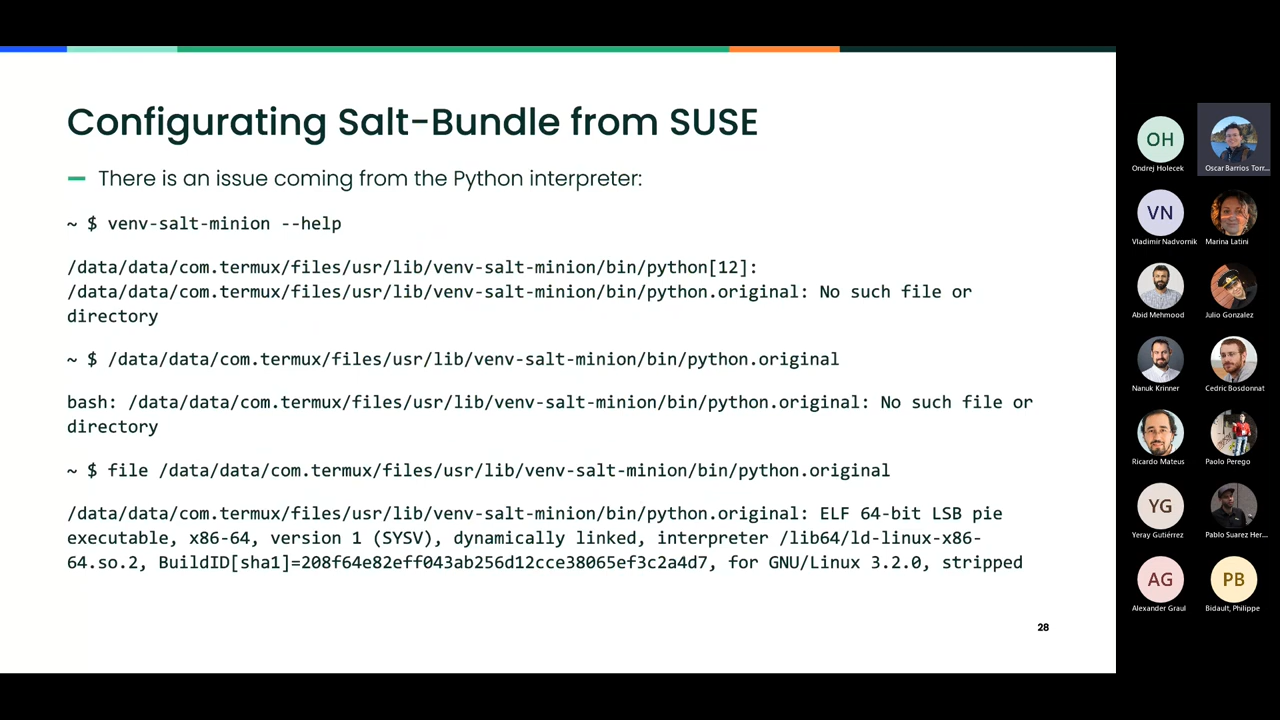 Configurating Salt-Bundle from SUSE
There is an issue coming from the Python interpreter:
~ $ venv-salt-minion --help
/data/data/com.termux/files/usr/lib/venv-salt-minion/bin/python[12]:
/data/data/com.termux/files/usr/lib/venv-salt-minion/bin/python.original: No such file or
directory
~ $ /data/data/com.termux/files/usr/lib/venv-salt-minion/bin/python.original
bash: /data/data/com.termux/files/usr/lib/venv-salt-minion/bin/python.original: No such file or
directory
~ $ file /data/data/com.termux/files/usr/lib/venv-salt-minion/bin/python.original
/data/data/com.termux/files/usr/lib/venv-salt-minion/bin/python.original: ELF 64-bit LSB pie
executable, x86-64, version 1 (SYSV), dynamically linked, interpreter /lib64/ld-linux-x86-
64.so.2, BuildID[sha1]=208f64e82eff043ab256d12cce38065ef3c2a4d7, for GNU/Linux 3.2.0, stripped
28
OH
Ondrej Holecek
Oscar Barrios Torr...
VN
Vladimir Nadvornik
Marina Latini
Abid Mehmood
Julio Gonzalez
Nanuk Krinner
Cedric Bosdonnat
Ricardo Mateus
Paolo Perego
YG
Yeray Gutiérrez
Pablo Suarez Her...
AG
Alexander Graul
PB
Bidault, Philippe